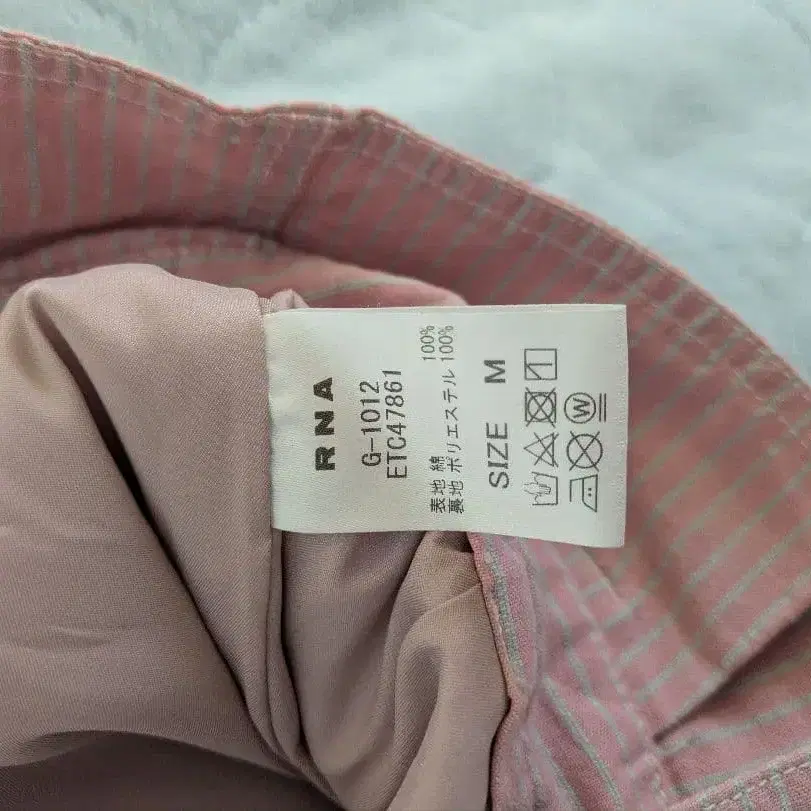 RNA
G-1012
ETC47861
表地 綿 100%
裏地 ポリエステル 100%
SIZE M
W